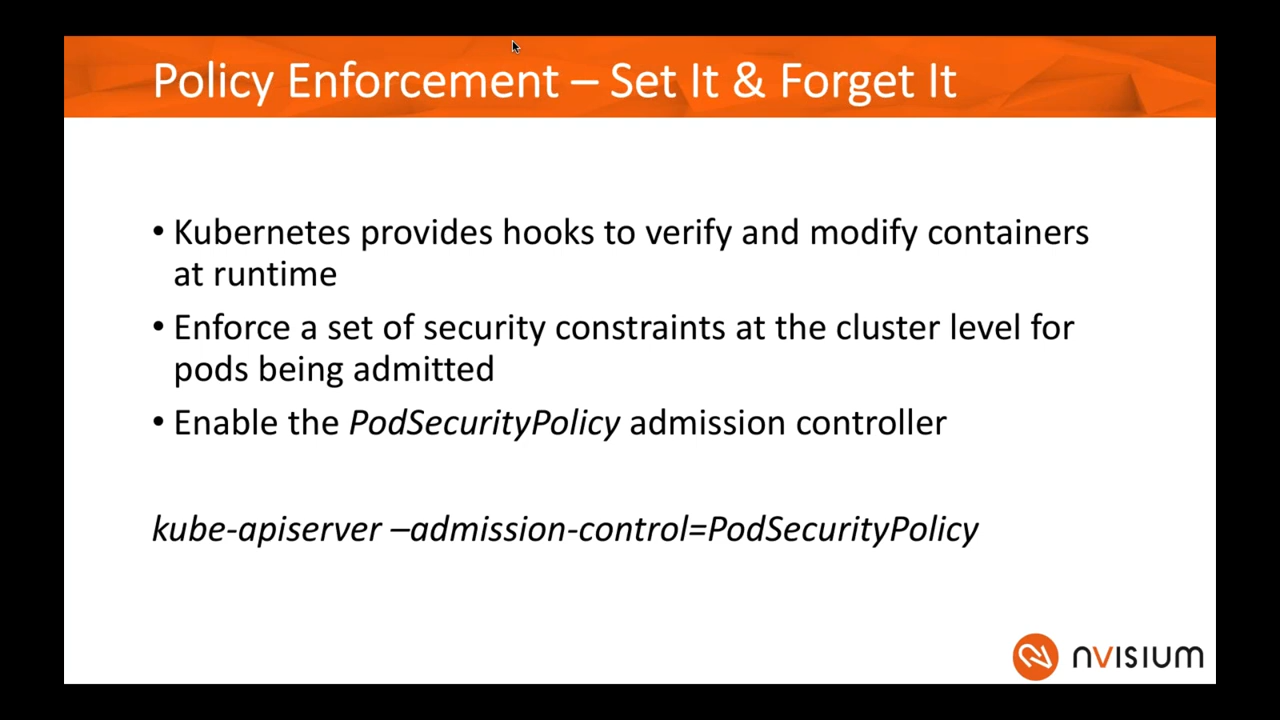 Policy Enforcement – Set It & Forget It
• Kubernetes provides hooks to verify and modify containers
at runtime
• Enforce a set of security constraints at the cluster level for
pods being admitted
• Enable the PodSecurityPolicy admission controller
kube-apiserver –admission-control=PodSecurityPolicy
nVISIUM